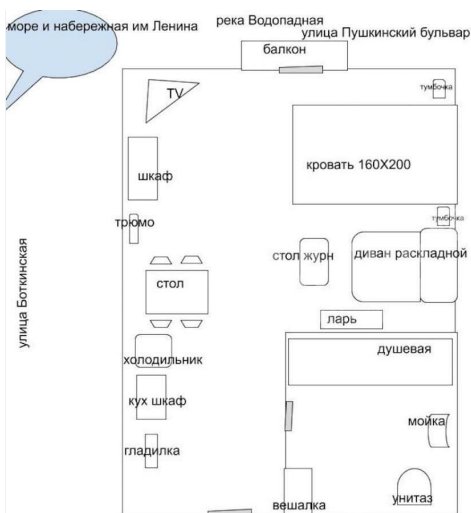 море и набережная им Ленина
река Водопадная
улица Пушкинский бульвар
балкон
TV
тумбочка
кровать 160X200
шкаф
трюмо
тумбочка
стол журн
диван раскладной
стол
улица Боткинская
ларь
холодильник
душевая
кух шкаф
мойка
гладилка
вешалка
унитаз